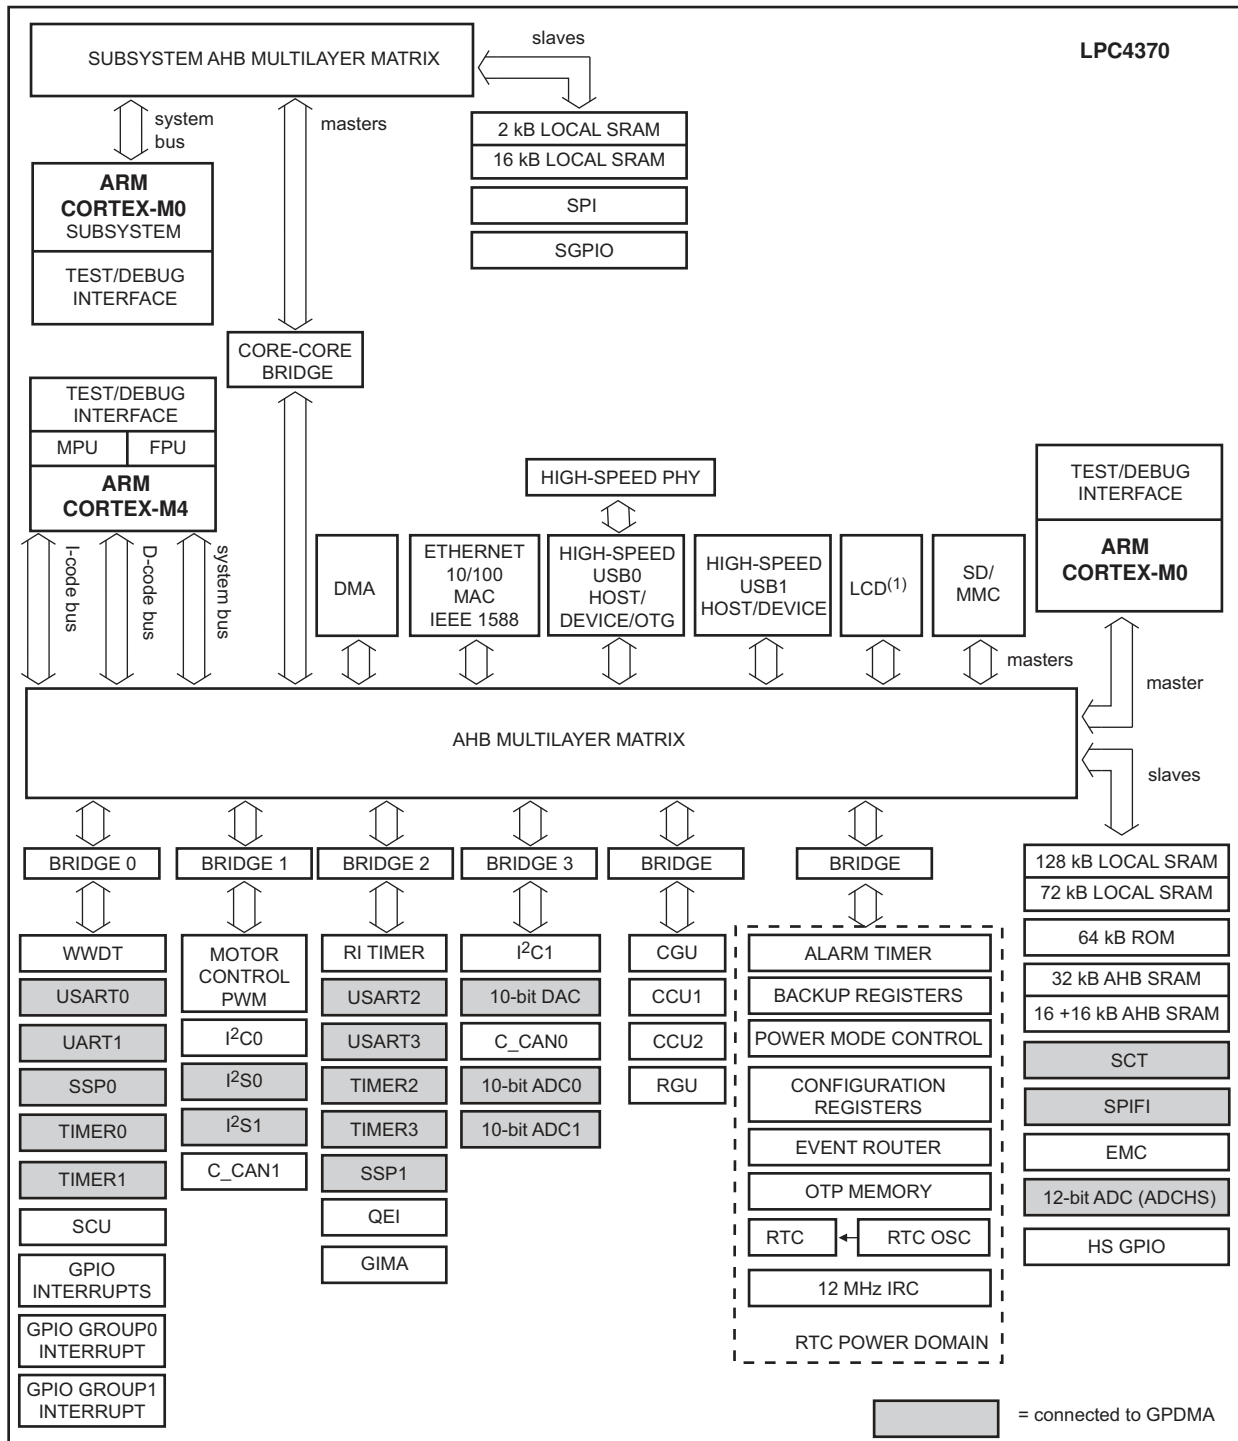 LPC4370
SUBSYSTEM AHB MULTILAYER MATRIX
slaves
system
bus
masters
2 kB LOCAL SRAM
16 kB LOCAL SRAM
SPI
SGPIO
ARM
CORTEX-M0
SUBSYSTEM
TEST/DEBUG
INTERFACE
CORE-CORE
BRIDGE
TEST/DEBUG
INTERFACE
MPU
FPU
ARM
CORTEX-M4
I-code bus
D-code bus
system bus
HIGH-SPEED PHY
DMA
ETHERNET
10/100
MAC
IEEE 1588
HIGH-SPEED
USB0
HOST/
DEVICE/OTG
HIGH-SPEED
USB1
HOST/DEVICE
LCD(1)
SD/
MMC
TEST/DEBUG
INTERFACE
ARM
CORTEX-M0
masters
master
AHB MULTILAYER MATRIX
slaves
BRIDGE 0
BRIDGE 1
BRIDGE 2
BRIDGE 3
BRIDGE
BRIDGE
WWDT
USART0
UART1
SSP0
TIMER0
TIMER1
SCU
GPIO
INTERRUPTS
GPIO GROUP0
INTERRUPT
GPIO GROUP1
INTERRUPT
MOTOR
CONTROL
PWM
I2C0
I2S0
I2S1
C_CAN1
RI TIMER
USART2
USART3
TIMER2
TIMER3
SSP1
QEI
GIMA
I2C1
10-bit DAC
C_CAN0
10-bit ADC0
10-bit ADC1
CGU
CCU1
CCU2
RGU
ALARM TIMER
BACKUP REGISTERS
POWER MODE CONTROL
CONFIGURATION
REGISTERS
EVENT ROUTER
OTP MEMORY
RTC
RTC OSC
12 MHz IRC
RTC POWER DOMAIN
128 kB LOCAL SRAM
72 kB LOCAL SRAM
64 kB ROM
32 kB AHB SRAM
16 +16 kB AHB SRAM
SCT
SPIFI
EMC
12-bit ADC (ADCHS)
HS GPIO
= connected to GPDMA